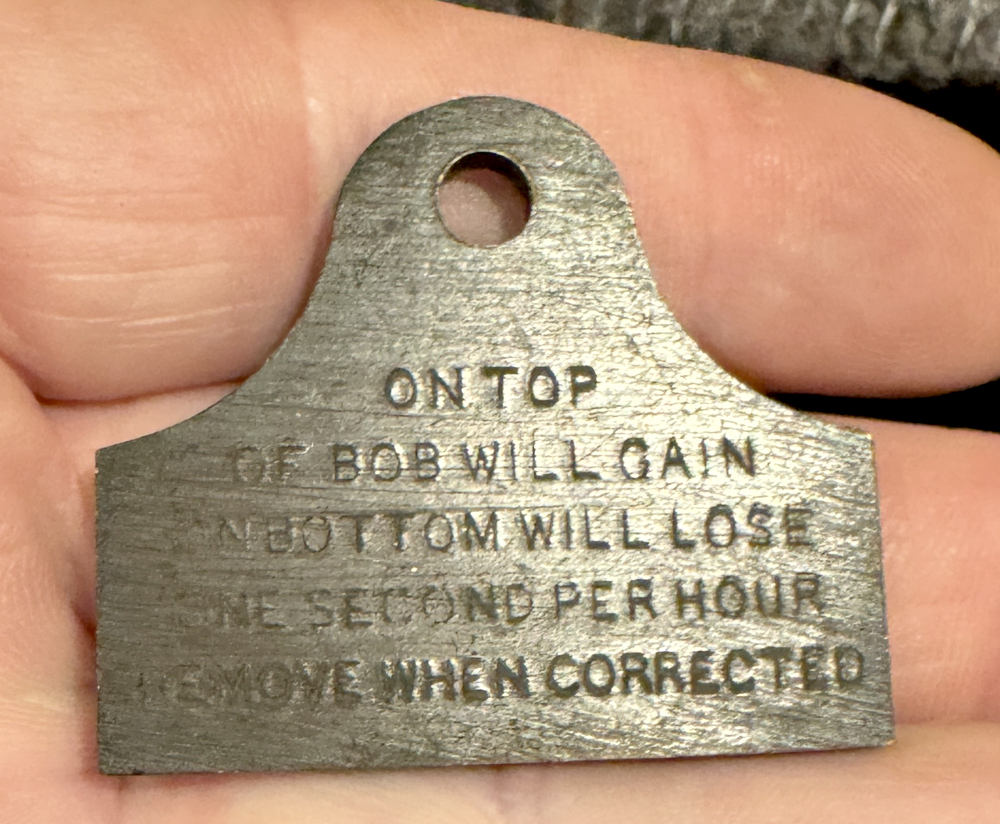 ON TOP
OF BOB WILL GAIN
ON BOTTOM WILL LOSE
ONE SECOND PER HOUR
REMOVE WHEN CORRECTED